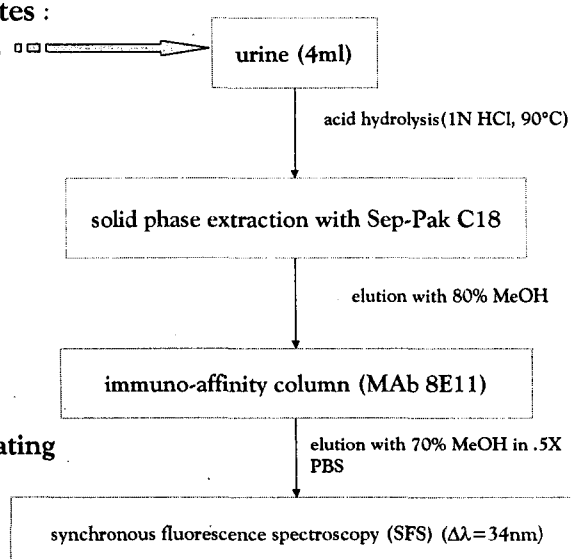 tes :
urine (4ml)
acid hydrolysis(1N HCl, 90°C)
solid phase extraction with Sep-Pak C18
elution with 80% MeOH
immuno-affinity column (MAb 8E11)
ating
elution with 70% MeOH in .5X
PBS
synchronous fluorescence spectroscopy (SFS) (Δλ=34nm)